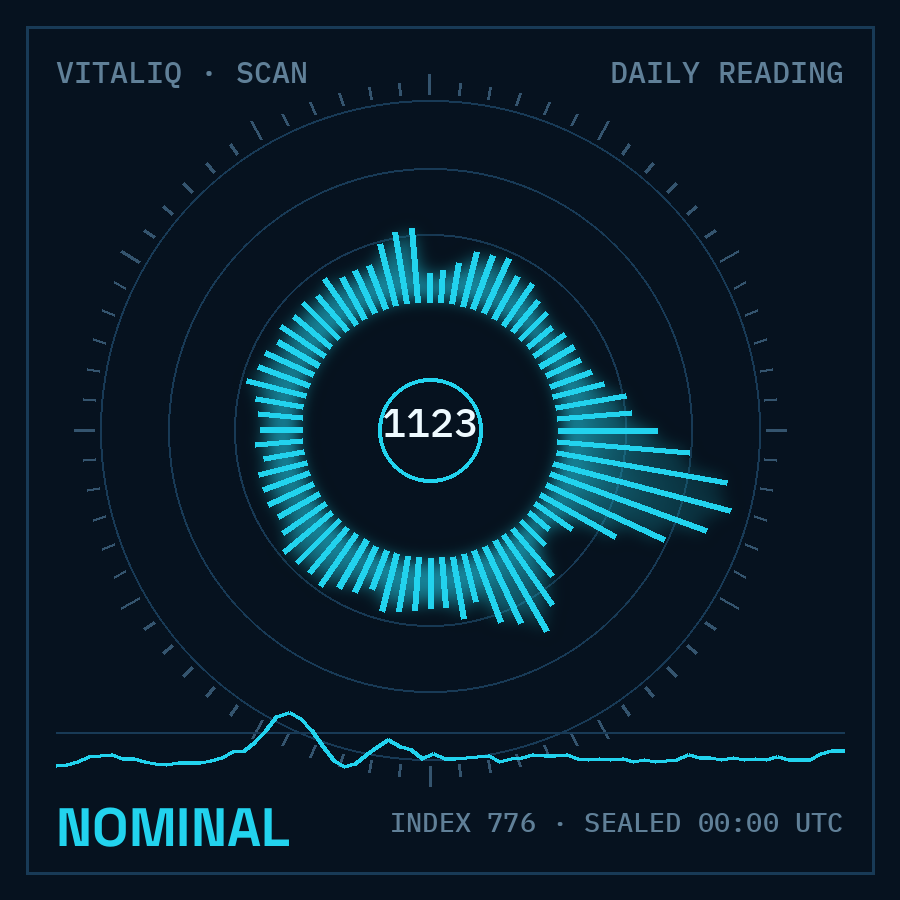 VITALIQ · SCAN
DAILY READING
1123
NOMINAL
INDEX 776 · SEALED 00:00 UTC